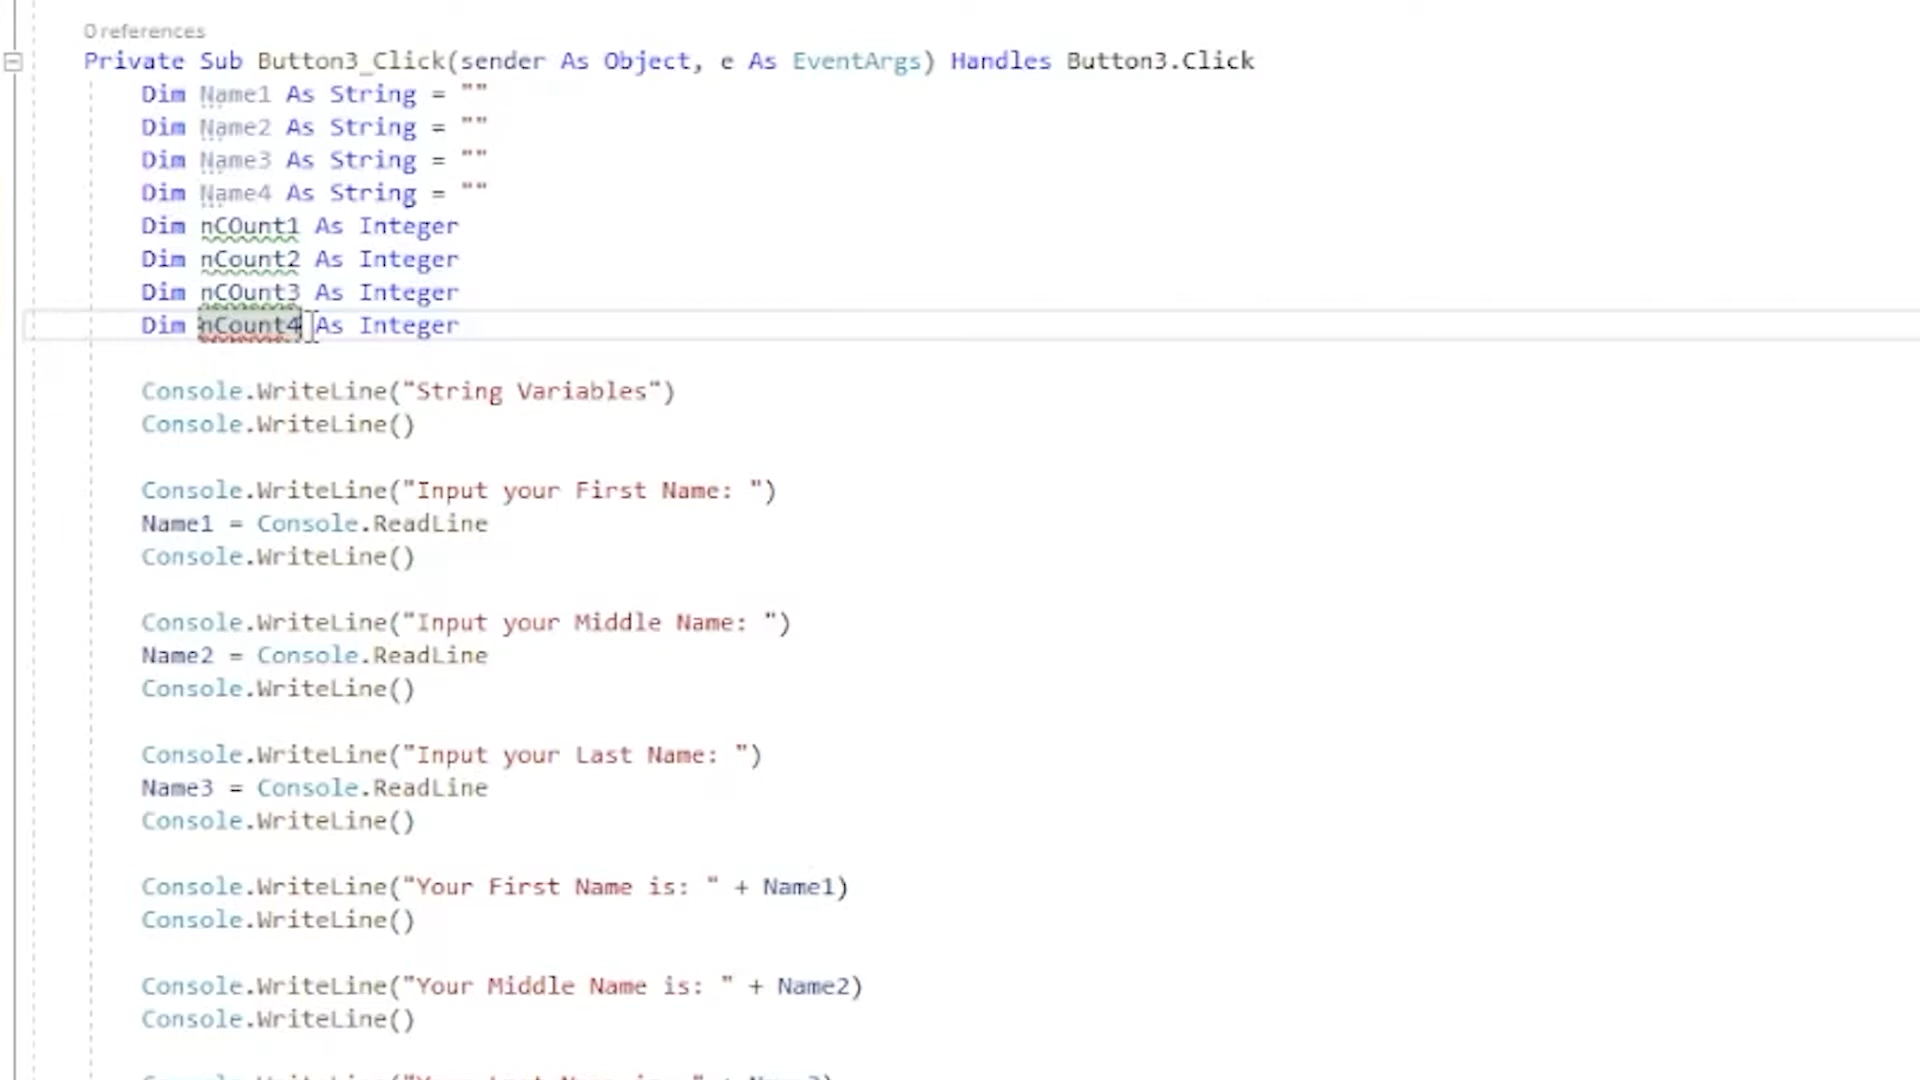 0 references
Private Sub Button3_Click(sender As Object, e As EventArgs) Handles Button3.Click
Dim Name1 As String = ""
Dim Name2 As String = ""
Dim Name3 As String = ""
Dim Name4 As String = ""
Dim nCOunt1 As Integer
Dim nCount2 As Integer
Dim nCOunt3 As Integer
Dim nCount4 As Integer
Console.WriteLine("String Variables")
Console.WriteLine()
Console.WriteLine("Input your First Name: ")
Name1 = Console.ReadLine
Console.WriteLine()
Console.WriteLine("Input your Middle Name: ")
Name2 = Console.ReadLine
Console.WriteLine()
Console.WriteLine("Input your Last Name: ")
Name3 = Console.ReadLine
Console.WriteLine()
Console.WriteLine("Your First Name is: " + Name1)
Console.WriteLine()
Console.WriteLine("Your Middle Name is: " + Name2)
Console.WriteLine()